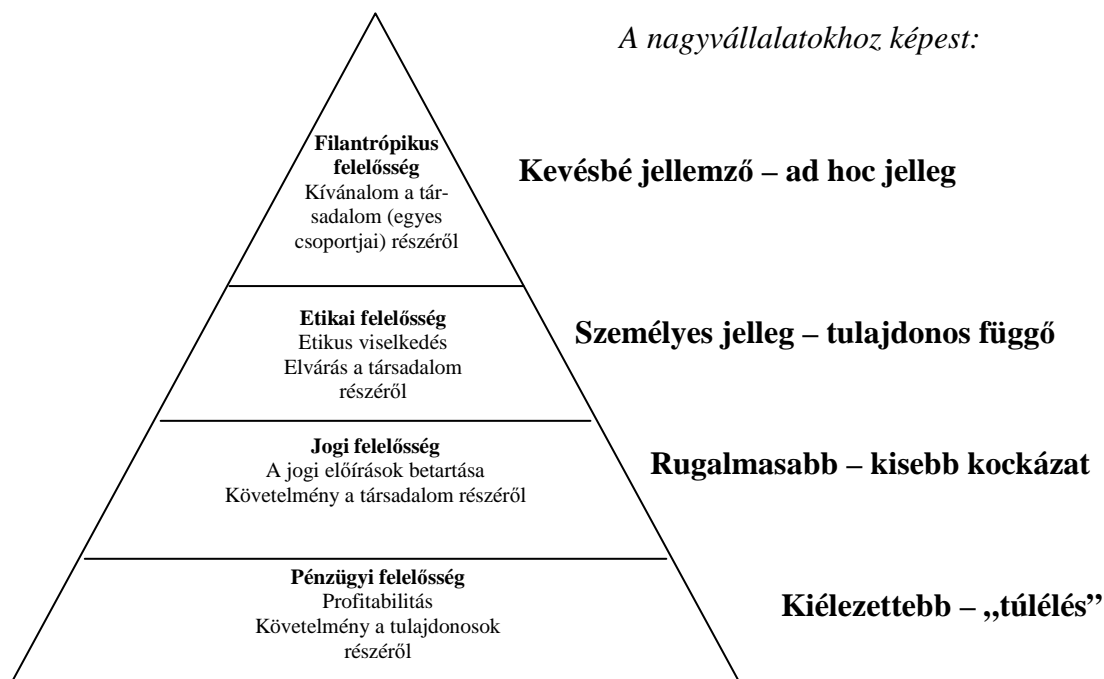 A nagyvállalatokhoz képest:
Filantrópikus
felelősség
Kívánalom a tár-
sadalom (egyes
csoportjai) részéről
Kevésbé jellemző – ad hoc jelleg
Etikai felelősség
Etikus viselkedés
Elvárás a társadalom
részéről
Személyes jelleg – tulajdonos függő
Jogi felelősség
A jogi előírások betartása
Követelmény a társadalom részéről
Rugalmasabb – kisebb kockázat
Pénzügyi felelősség
Profitabilitás
Követelmény a tulajdonosok
részéről
Kiélezettebb – „túlélés”